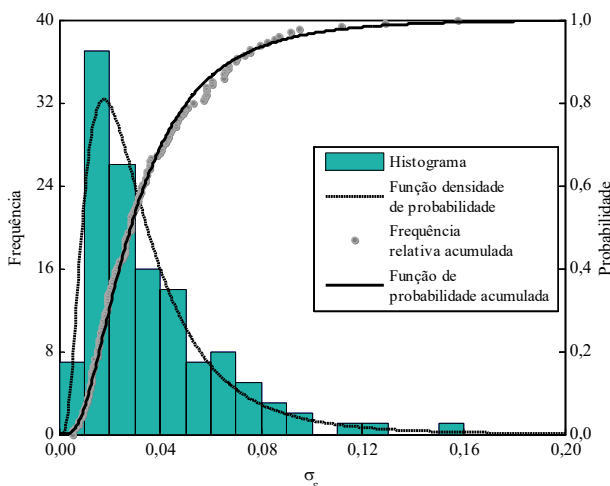 40
32
24
16
8
0
Frequência
1,0
0,8
0,6
0,4
0,2
0,0
Probabilidade
Histograma
Função densidade
de probabilidade
Frequência
relativa acumulada
Função de
probabilidade acumulada
0,00
0,04
0,08
0,12
0,16
0,20
σs